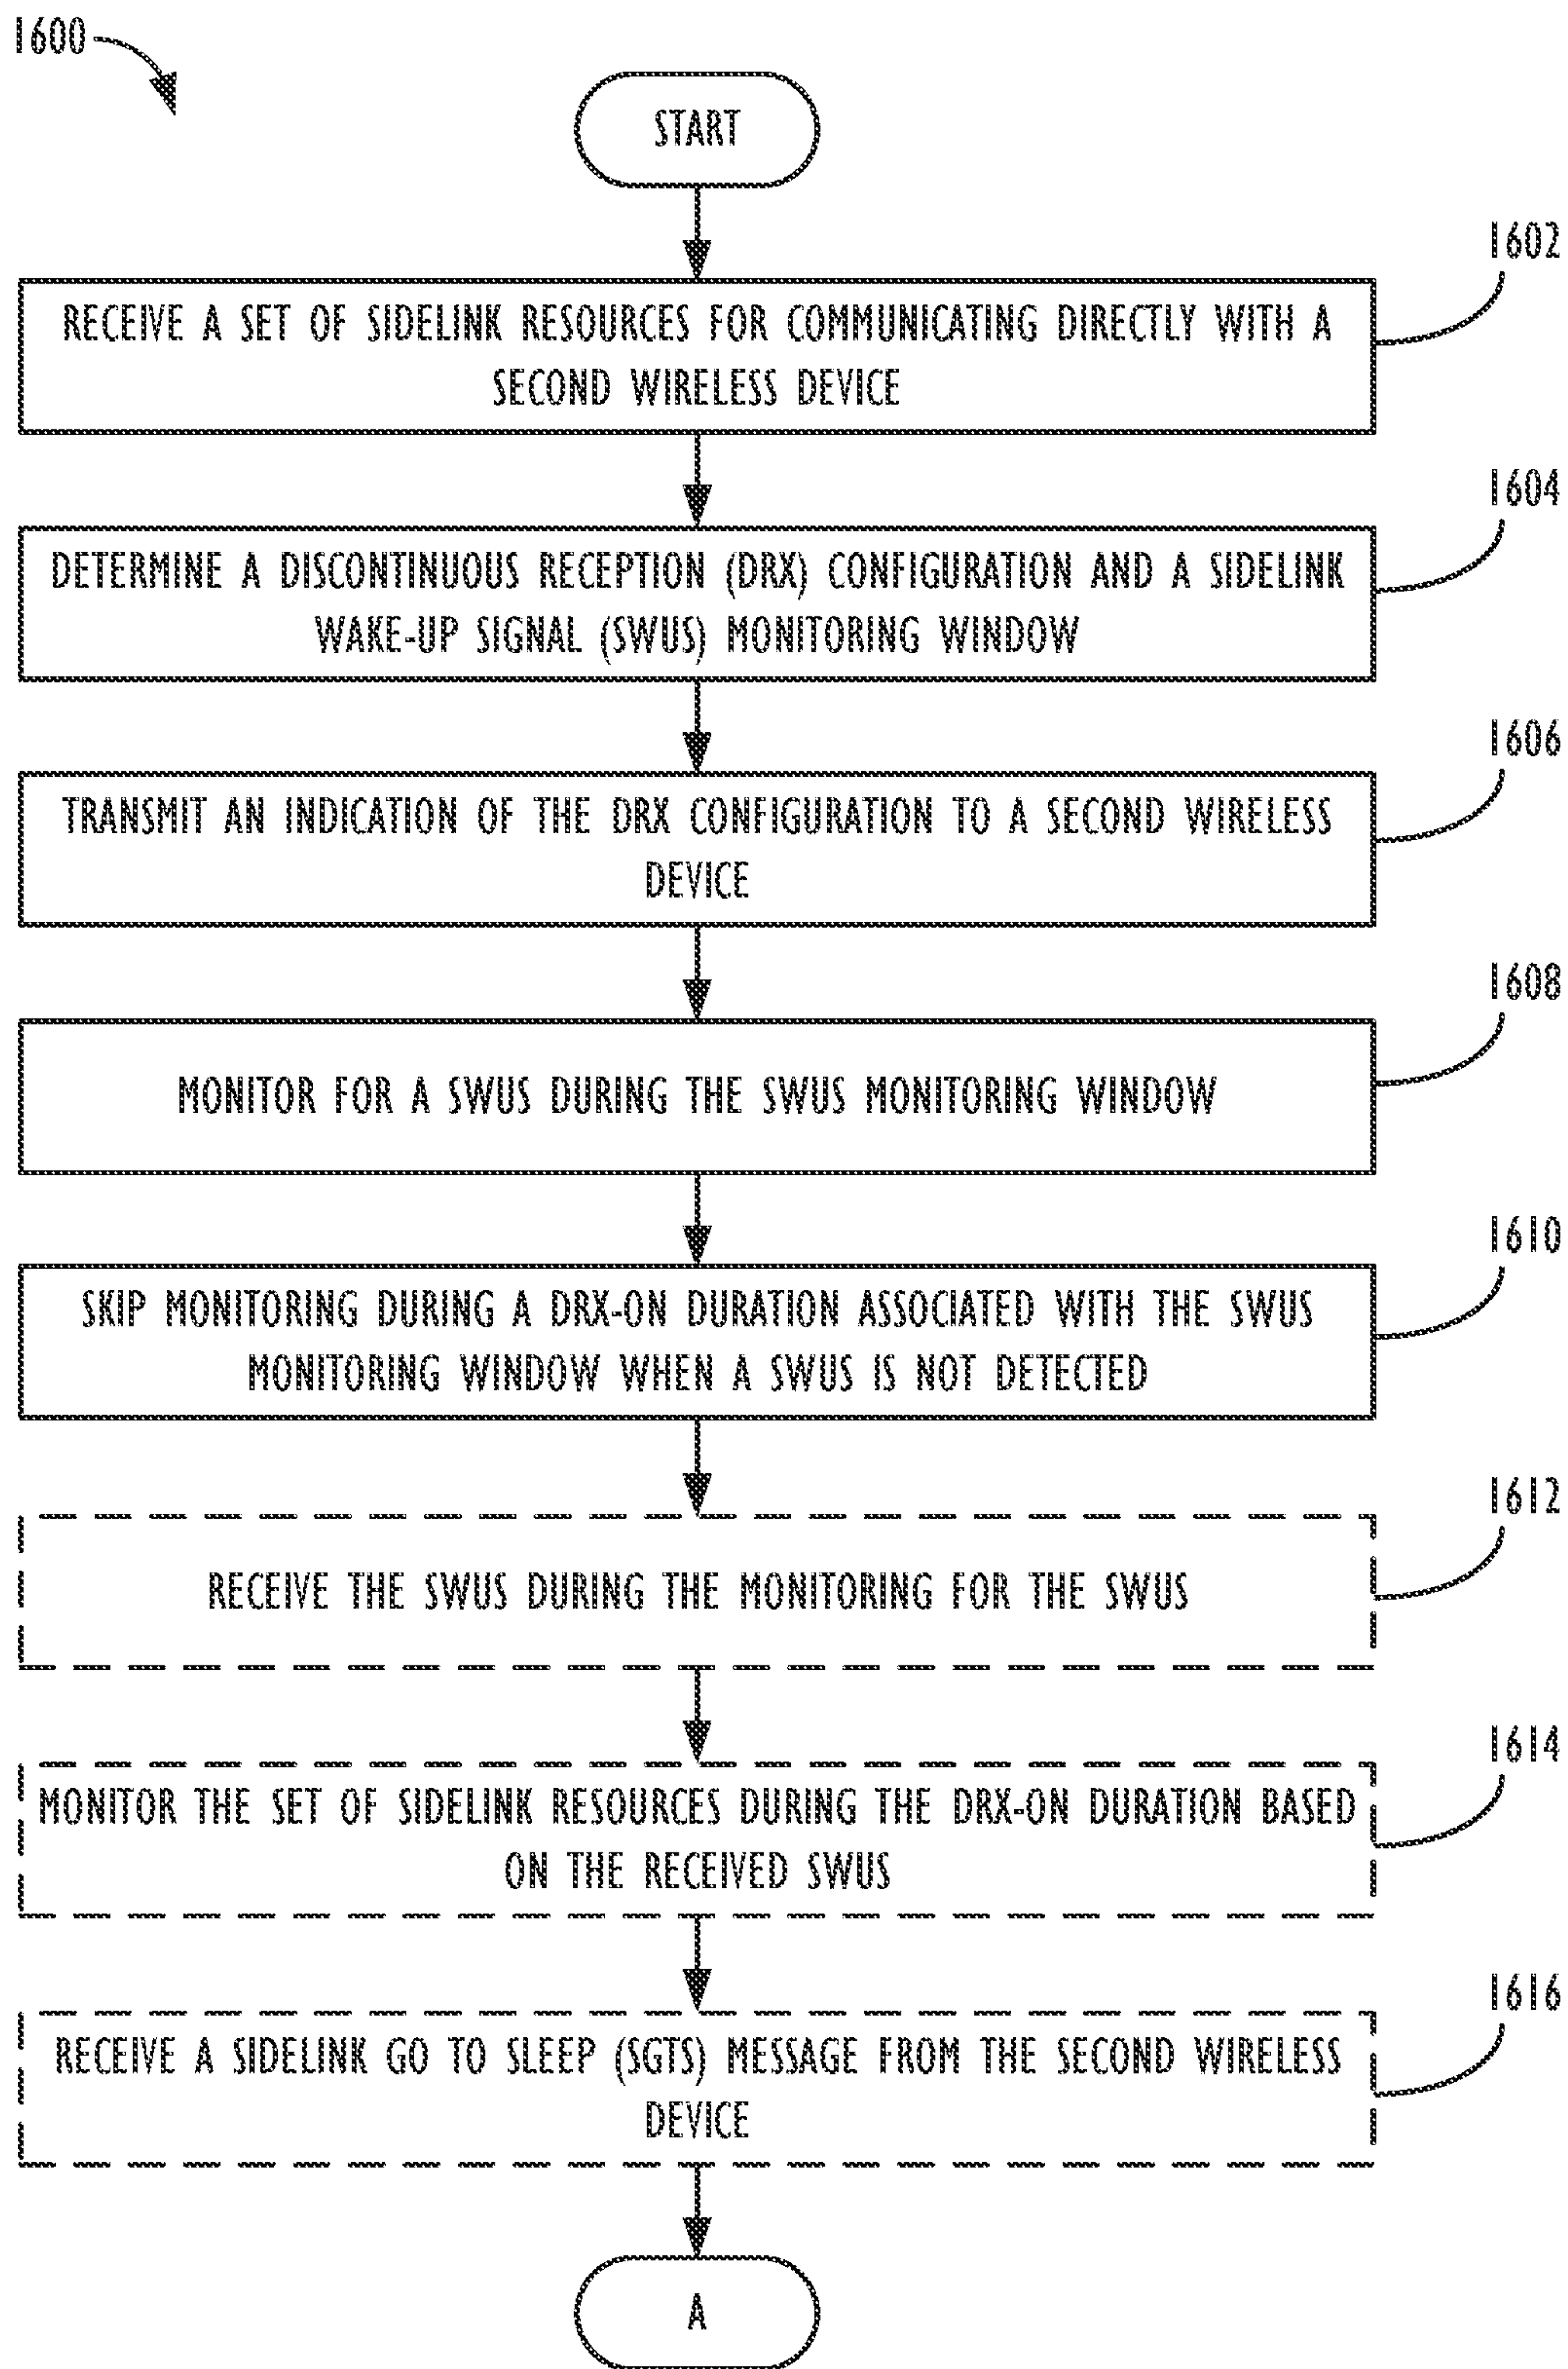 1600
START
1602
RECEIVE A SET OF SIDELINK RESOURCES FOR COMMUNICATING DIRECTLY WITH A
SECOND WIRELESS DEVICE
1604
DETERMINE A DISCONTINUOUS RECEPTION (DRX) CONFIGURATION AND A SIDELINK
WAKE-UP SIGNAL (SWUS) MONITORING WINDOW
1606
TRANSMIT AN INDICATION OF THE DRX CONFIGURATION TO A SECOND WIRELESS
DEVICE
1608
MONITOR FOR A SWUS DURING THE SWUS MONITORING WINDOW
1610
SKIP MONITORING DURING A DRX-ON DURATION ASSOCIATED WITH THE SWUS
MONITORING WINDOW WHEN A SWUS IS NOT DETECTED
1612
RECEIVE THE SWUS DURING THE MONITORING FOR THE SWUS
1614
MONITOR THE SET OF SIDELINK RESOURCES DURING THE DRX-ON DURATION BASED
ON THE RECEIVED SWUS
1616
RECEIVE A SIDELINK GO TO SLEEP (SGTS) MESSAGE FROM THE SECOND WIRELESS
DEVICE
A